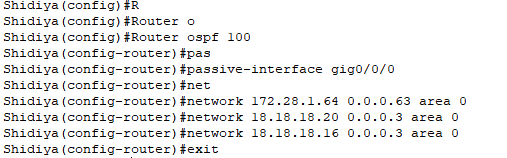 Shidiya(config)#R
Shidiya(config)#Router o
Shidiya(config)#Router ospf 100
Shidiya(config-router)#pas
Shidiya(config-router)#passive-interface gig0/0/0
Shidiya(config-router)#net
Shidiya(config-router)#network 172.28.1.64 0.0.0.63 area 0
Shidiya(config-router)#network 18.18.18.20 0.0.0.3 area 0
Shidiya(config-router)#network 18.18.18.16 0.0.0.3 area 0
Shidiya(config-router)#exit